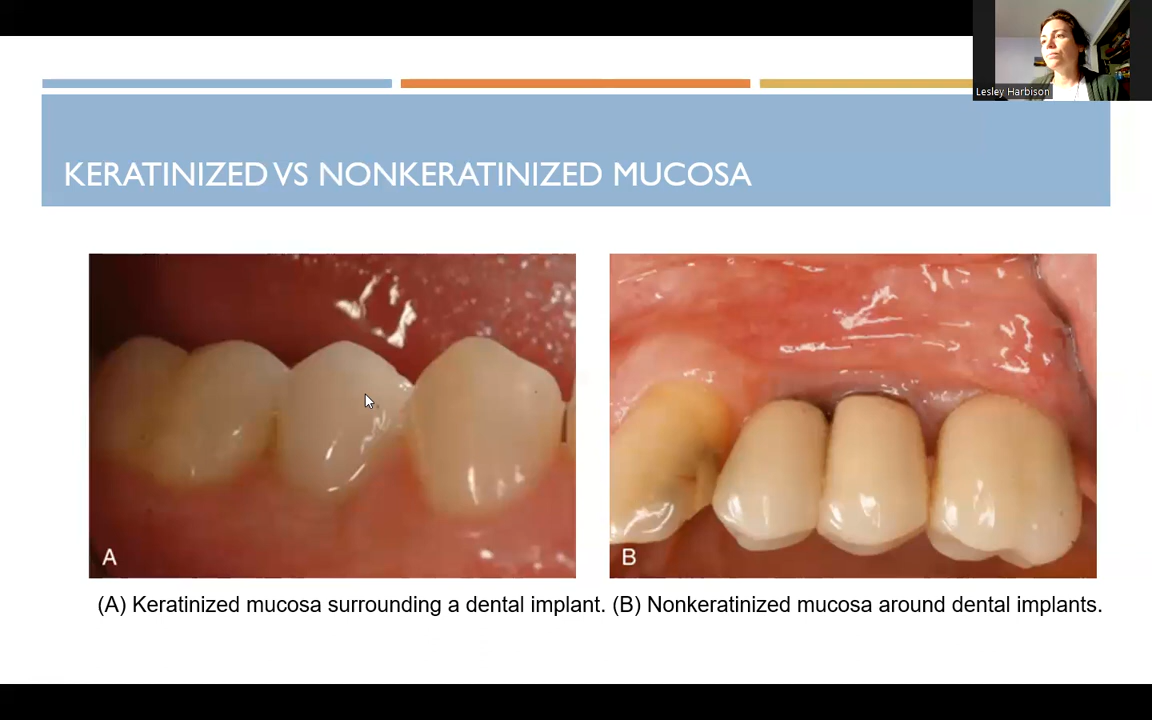 Lesley Harbison
KERATINIZED VS NONKERATINIZED MUCOSA
A
B
(A) Keratinized mucosa surrounding a dental implant. (B) Nonkeratinized mucosa around dental implants.